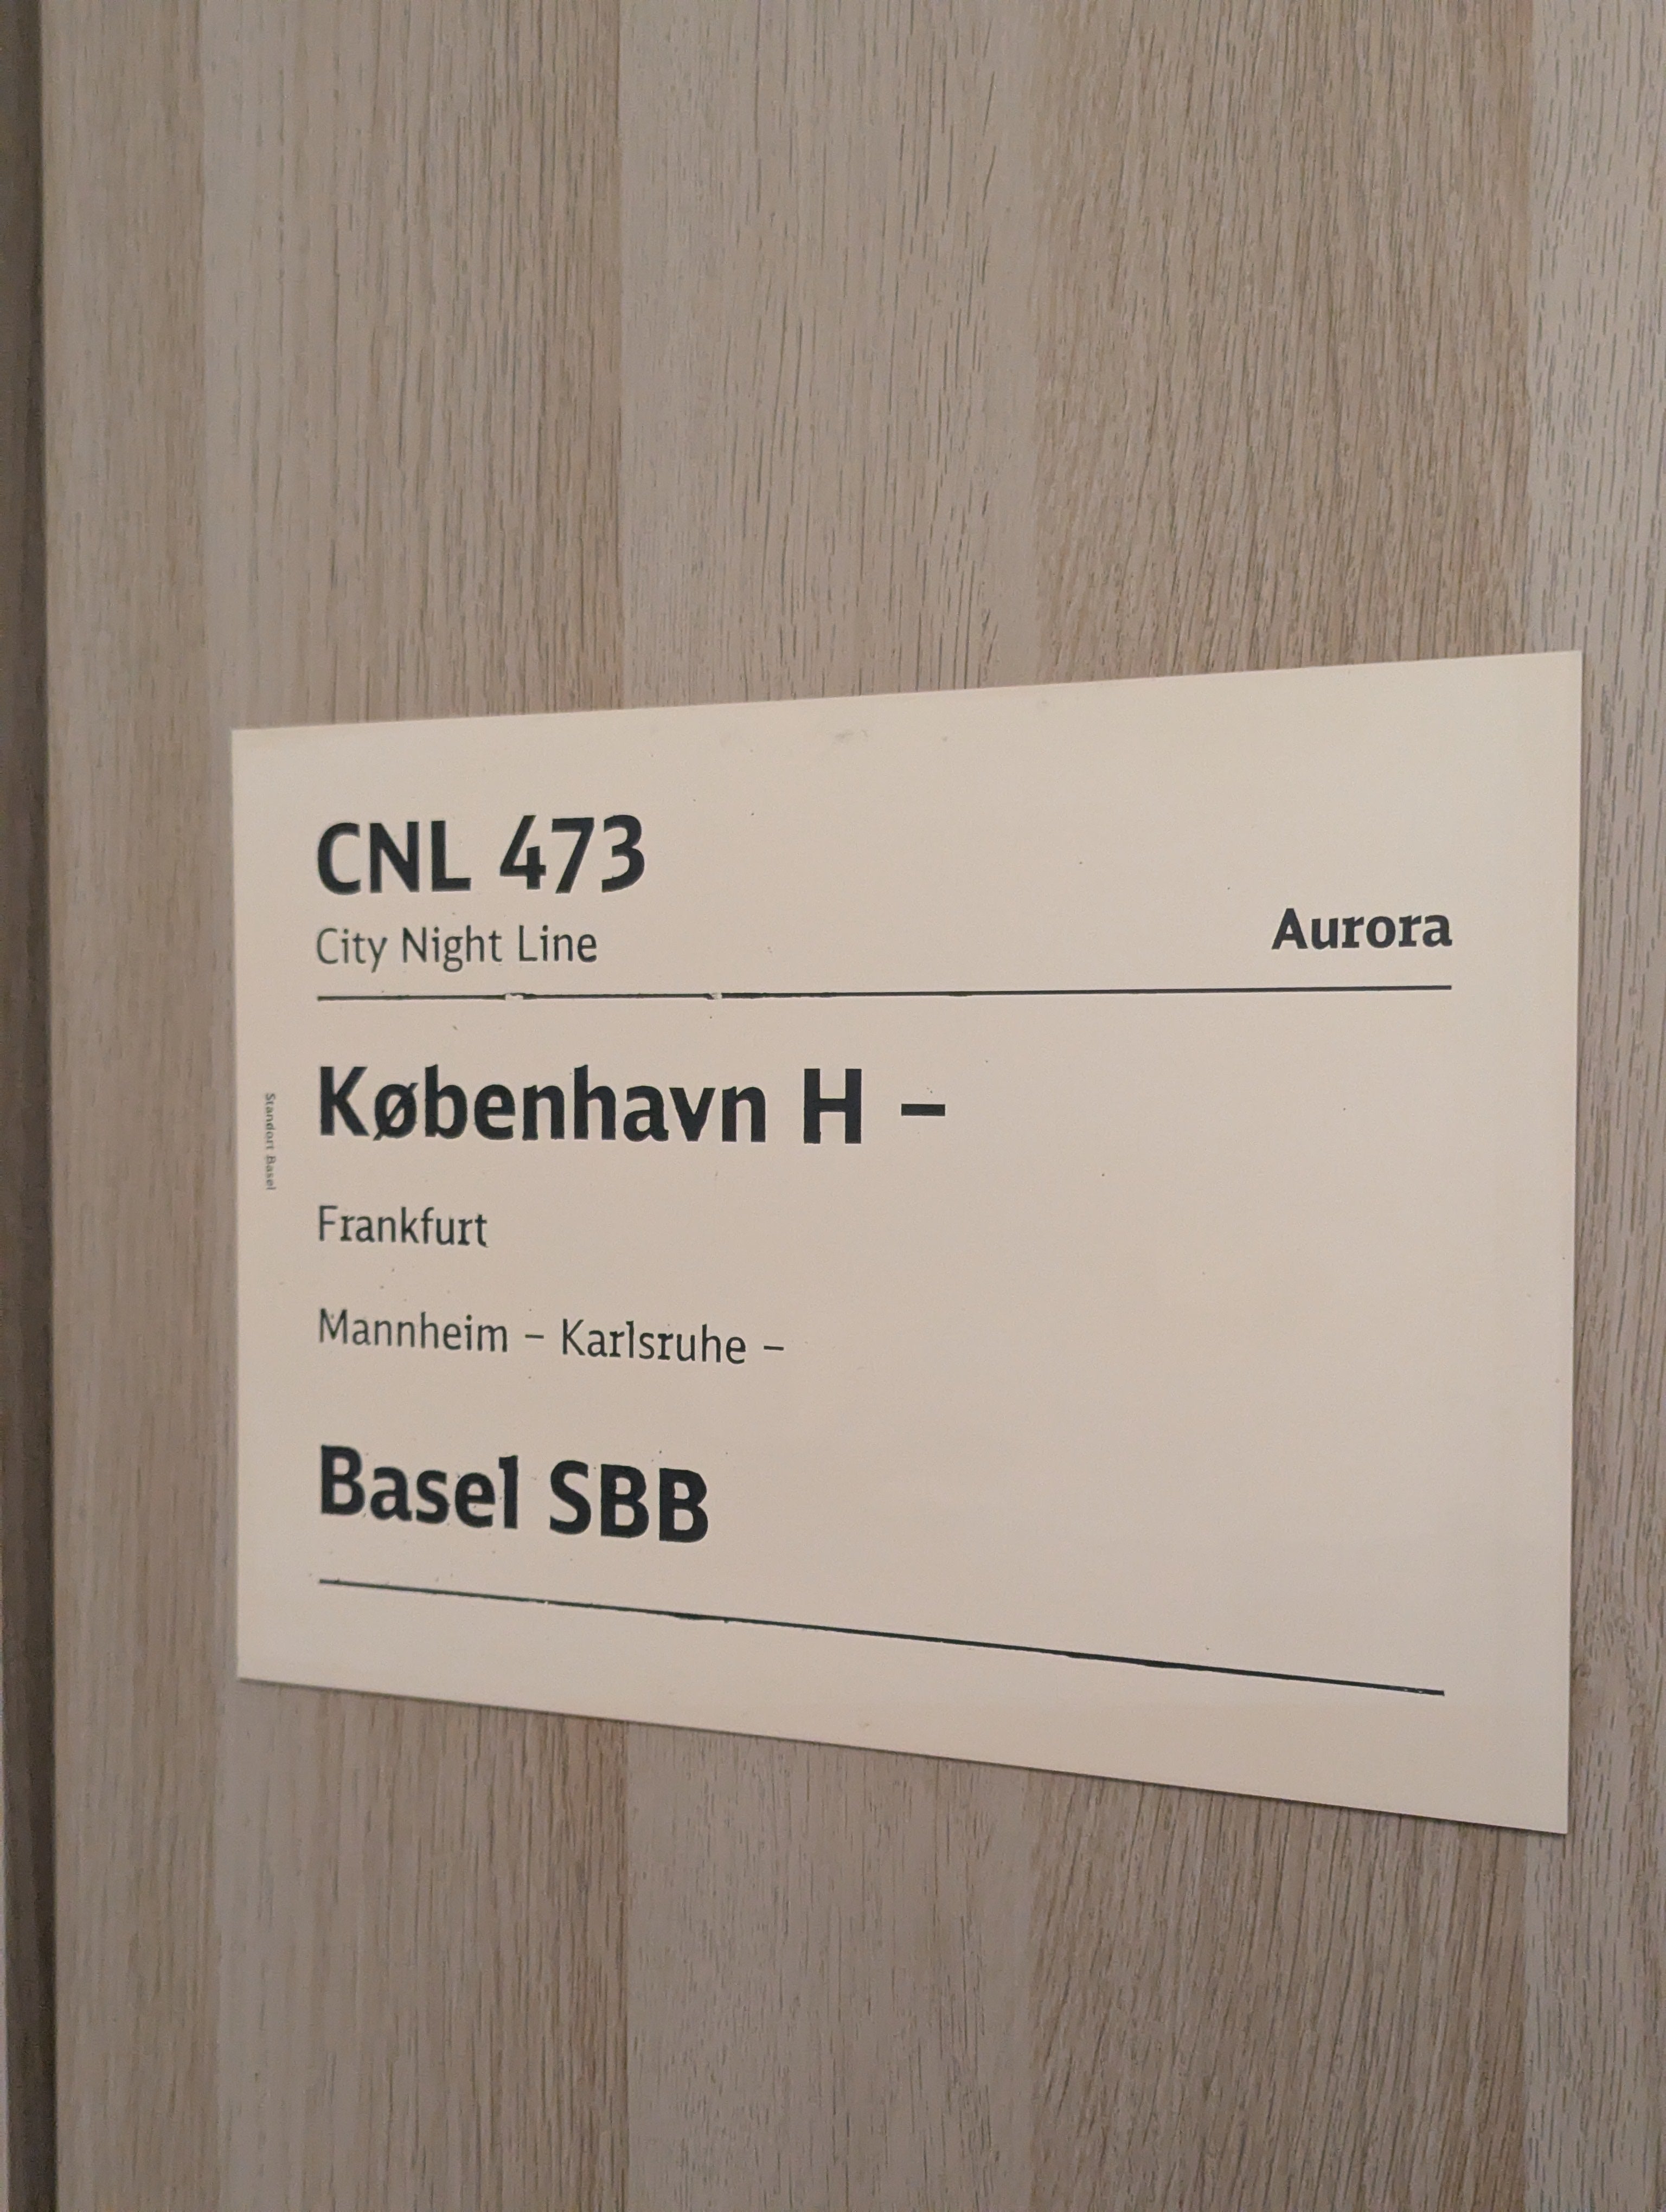 CNL 473
City Night Line
Aurora
København H –
Frankfurt
Mannheim – Karlsruhe –
Basel SBB
Standort Basel